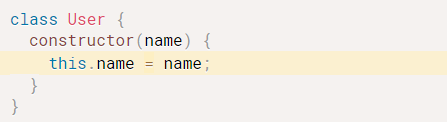 class User {
  constructor(name) {
    this.name = name;
  }
}